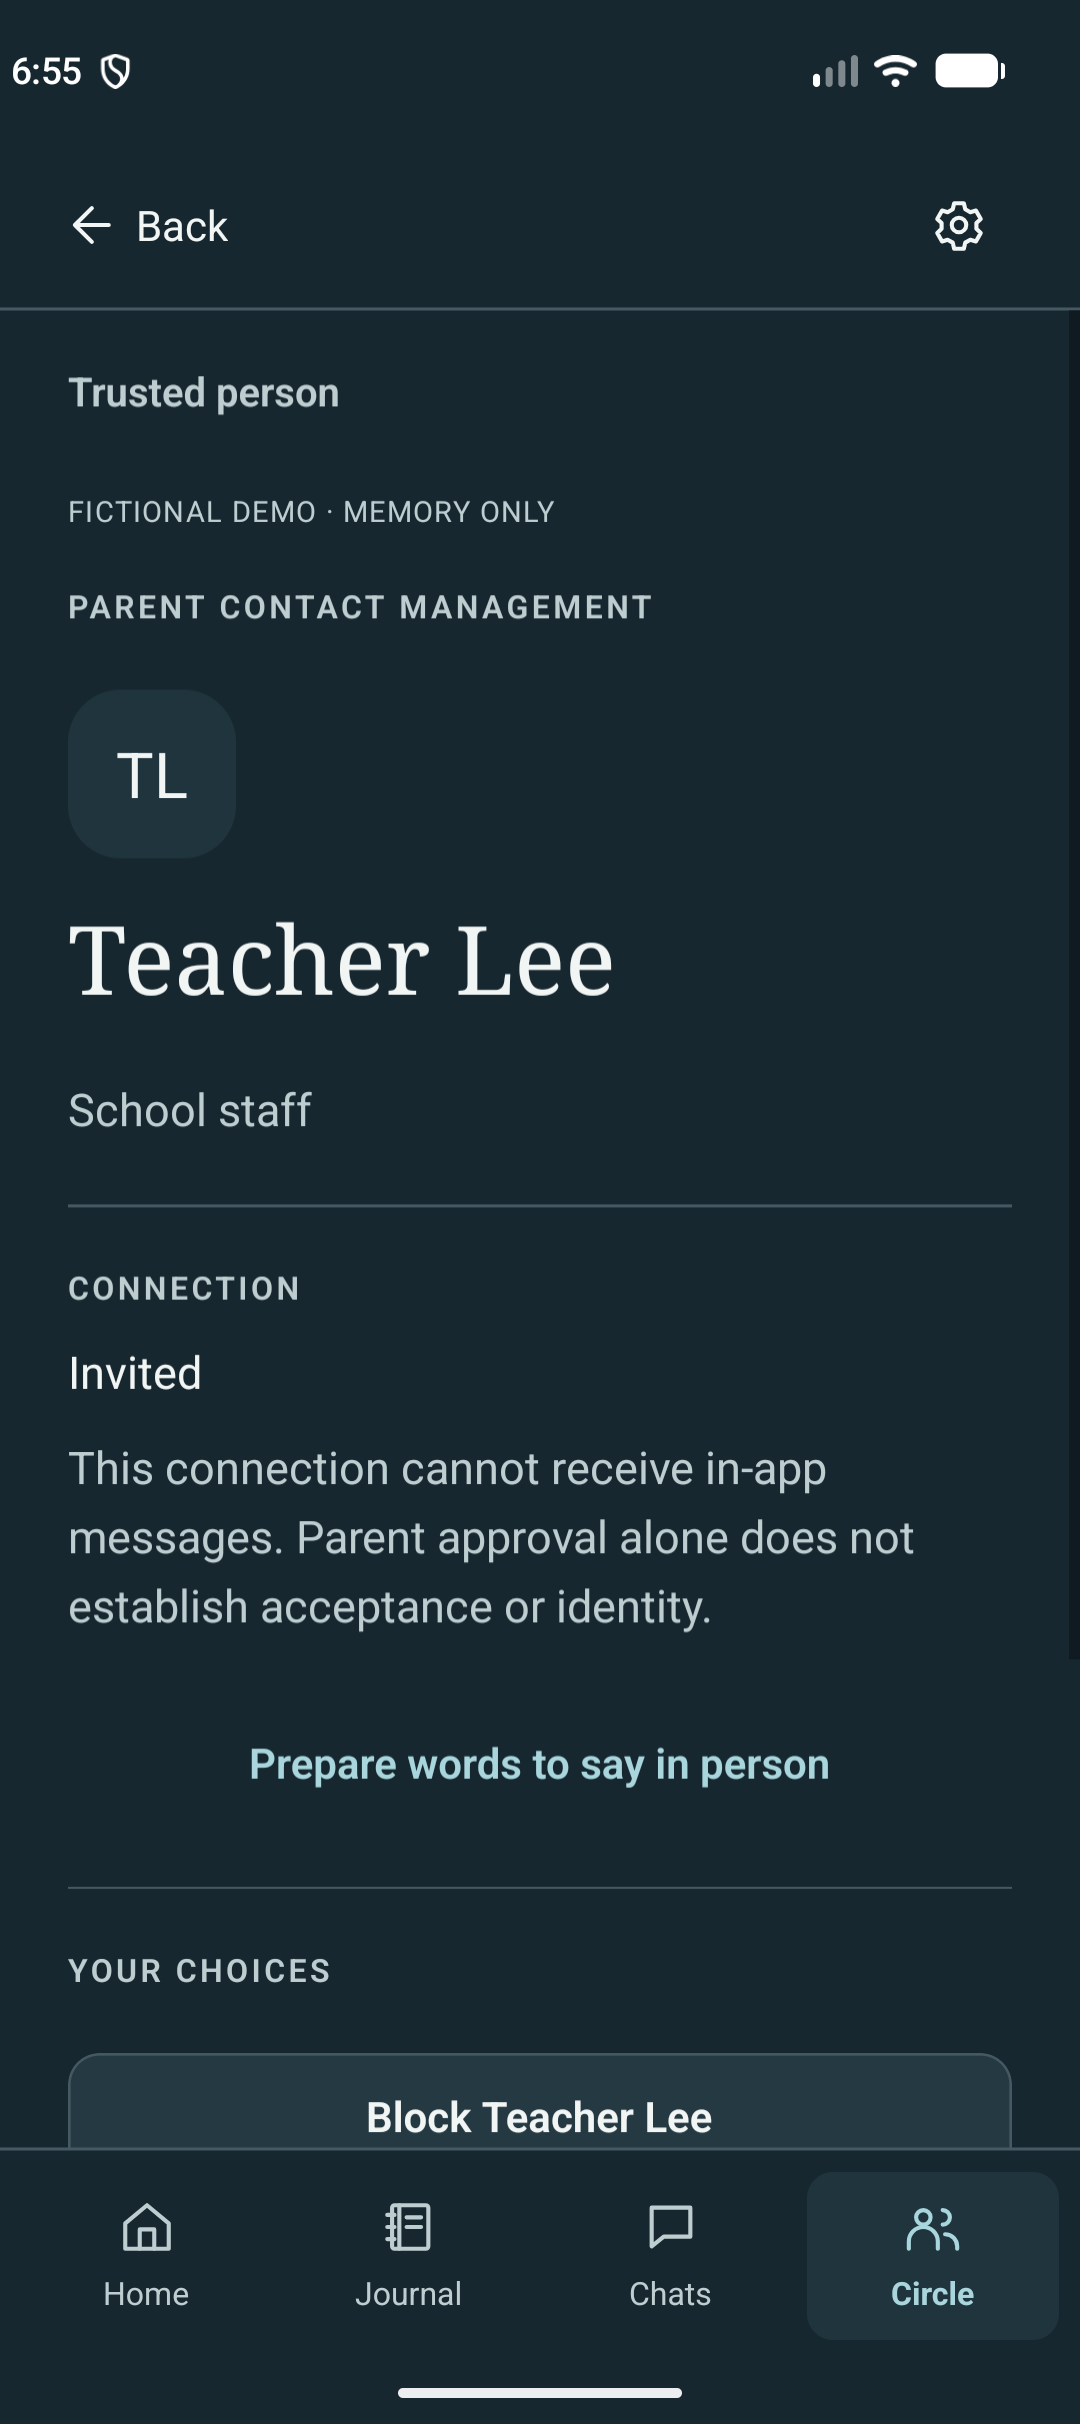 6:55
Back
Trusted person
FICTIONAL DEMO · MEMORY ONLY
PARENT CONTACT MANAGEMENT
TL
Teacher Lee
School staff
CONNECTION
Invited
This connection cannot receive in-app
messages. Parent approval alone does not
establish acceptance or identity.
Prepare words to say in person
YOUR CHOICES
Block Teacher Lee
Home
Journal
Chats
Circle